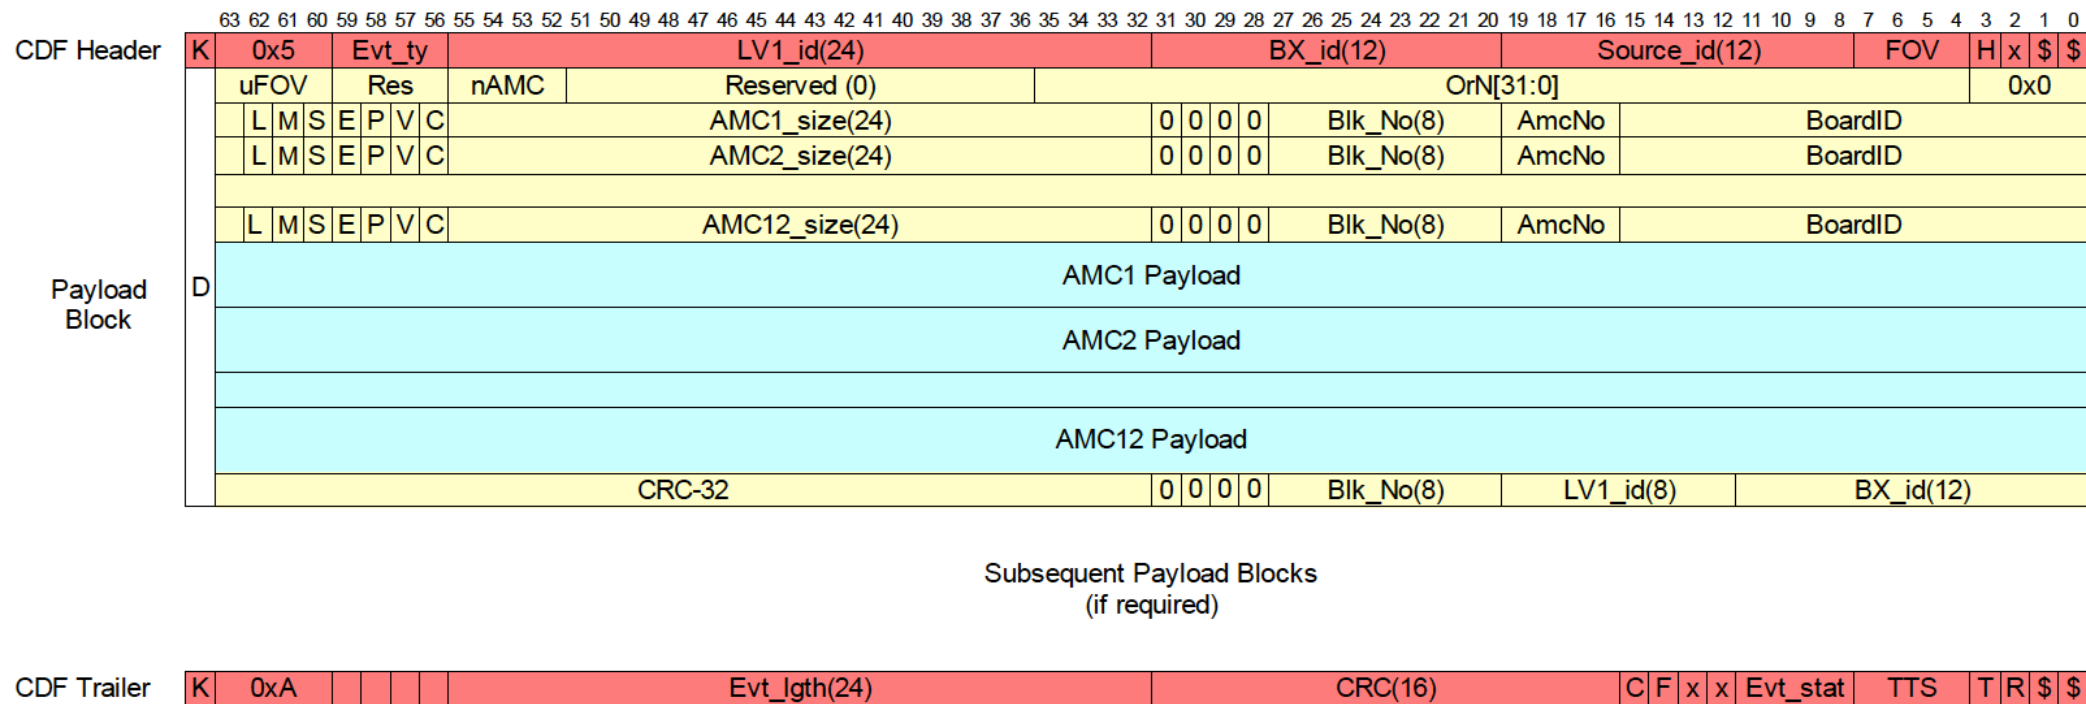 63 62 61 60 59 58 57 56 55 54 53 52 51 50 49 48 47 46 45 44 43 42 41 40 39 38 37 36 35 34 33 32 31 30 29 28 27 26 25 24 23 22 21 20 19 18 17 16 15 14 13 12 11 10 9 8 7 6 5 4 3 2 1 0
CDF Header K 0x5 Evt_ty LV1_id(24) BX_id(12) Source_id(12) FOV H x $ $
uFOV Res nAMC Reserved (0) OrN[31:0] 0x0
L M S E P V C AMC1_size(24) 0 0 0 0 Blk_No(8) AmcNo BoardID
L M S E P V C AMC2_size(24) 0 0 0 0 Blk_No(8) AmcNo BoardID
L M S E P V C AMC12_size(24) 0 0 0 0 Blk_No(8) AmcNo BoardID
AMC1 Payload
Payload
Block
D
AMC2 Payload
AMC12 Payload
CRC-32 0 0 0 0 Blk_No(8) LV1_id(8) BX_id(12)
Subsequent Payload Blocks
(if required)
CDF Trailer K 0xA Evt_lgth(24) CRC(16) C F x x Evt_stat TTS T R $ $